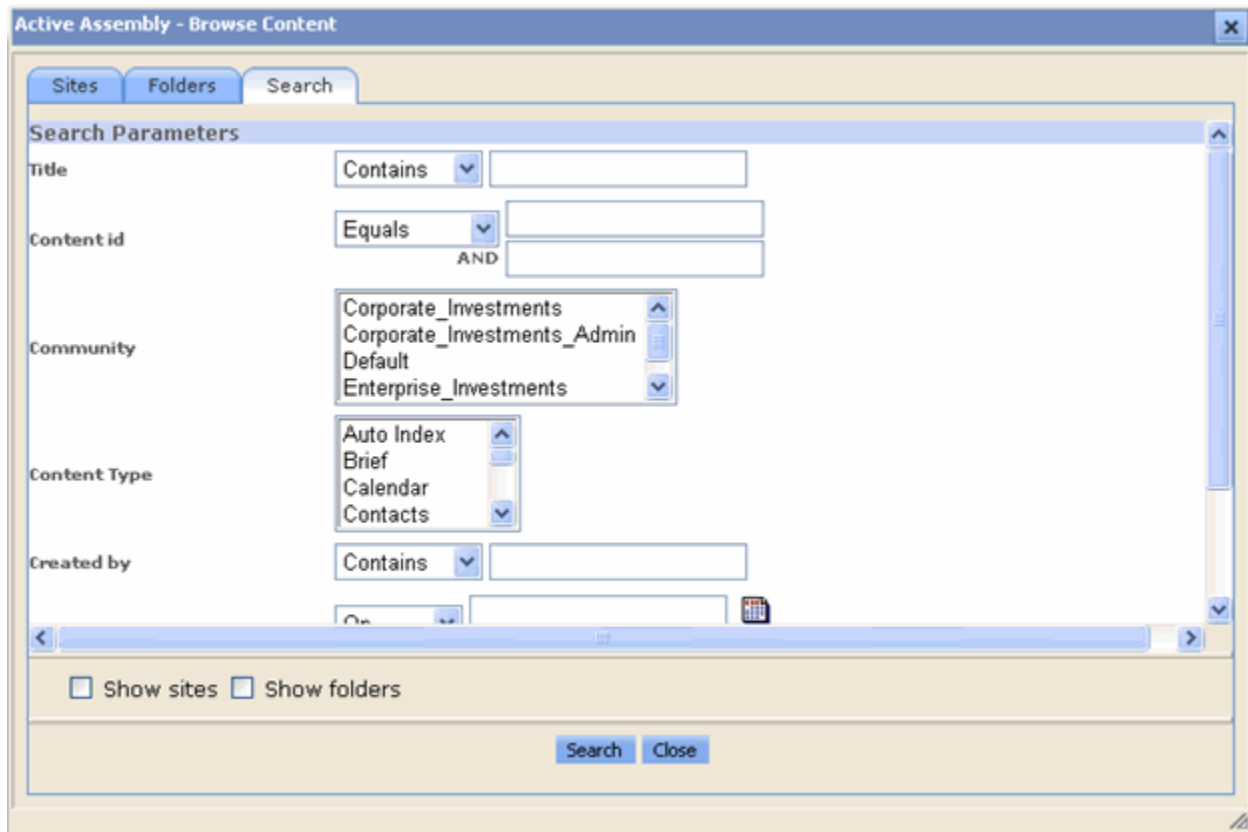 Active Assembly - Browse Content
Sites Folders Search
Search Parameters
Title Contains
Content id Equals
AND
Community
Corporate_Investments
Corporate_Investments_Admin
Default
Enterprise_Investments
Content Type
Auto Index
Brief
Calendar
Contacts
Created by Contains
On
Show sites Show folders
Search Close